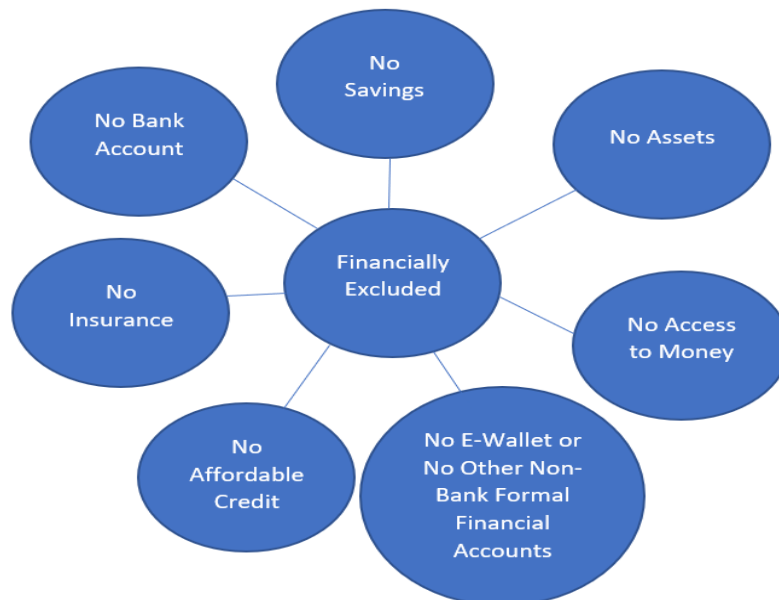 No
Savings
No Bank
Account
No Assets
Financially
Excluded
No
Insurance
No Access
to Money
No
Affordable
Credit
No E-Wallet or
No Other Non-
Bank Formal
Financial
Accounts